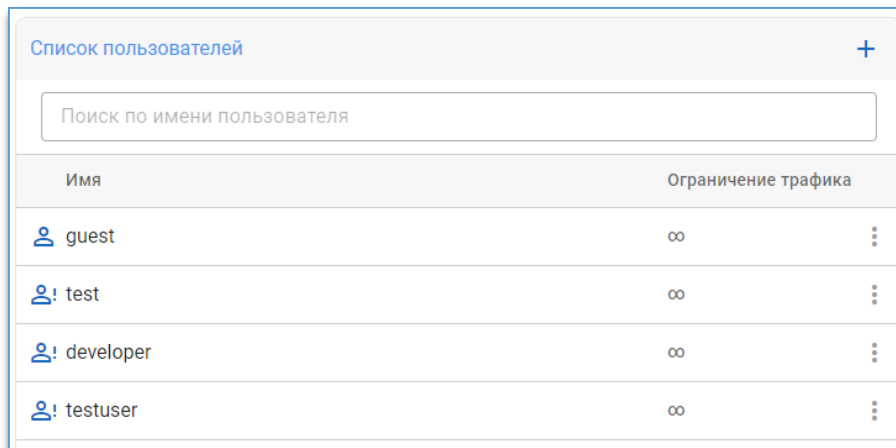 Список пользователей +
Поиск по имени пользователя
Имя Ограничение трафика
guest ∞
! test ∞
! developer ∞
! testuser ∞